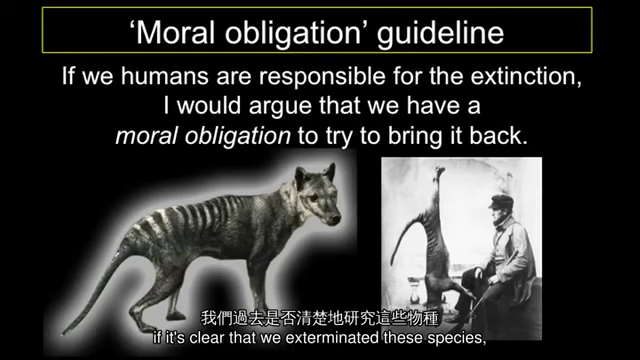 ‘Moral obligation’ guideline
If we humans are responsible for the extinction,
I would argue that we have a
moral obligation to try to bring it back.
我們過去是否清楚地研究這些物種
if it's clear that we exterminated these species,